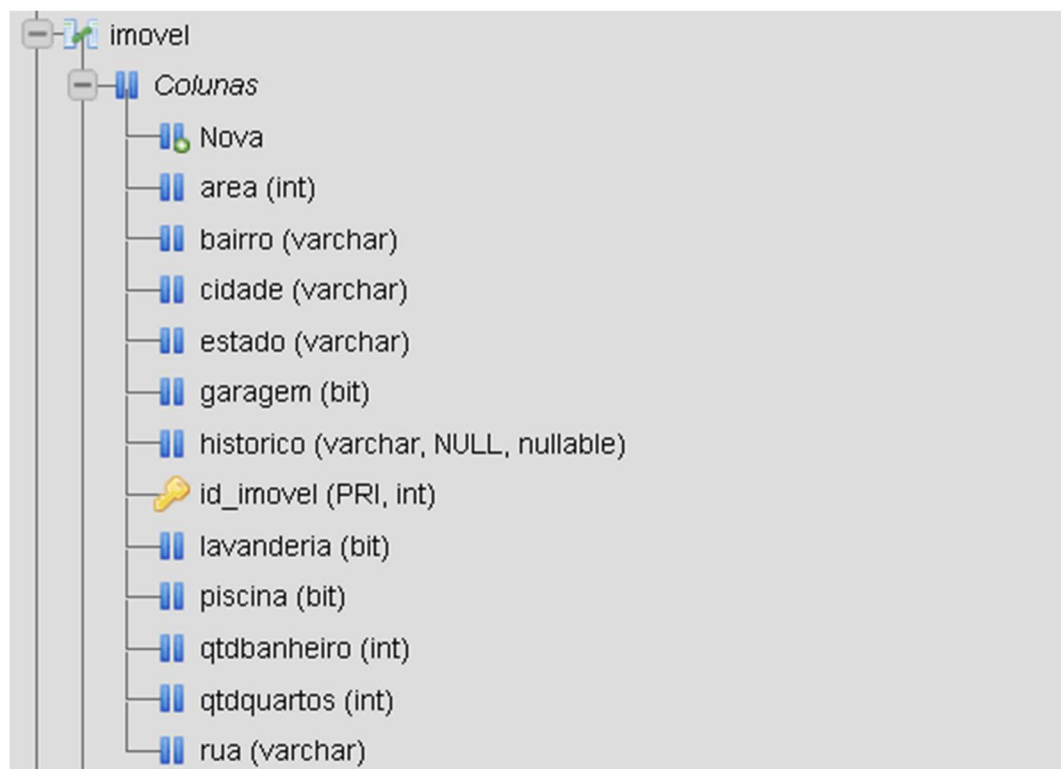 imovel
Colunas
Nova
area (int)
bairro (varchar)
cidade (varchar)
estado (varchar)
garagem (bit)
historico (varchar, NULL, nullable)
id_imovel (PRI, int)
lavanderia (bit)
piscina (bit)
qtdbanheiro (int)
qtdquartos (int)
rua (varchar)